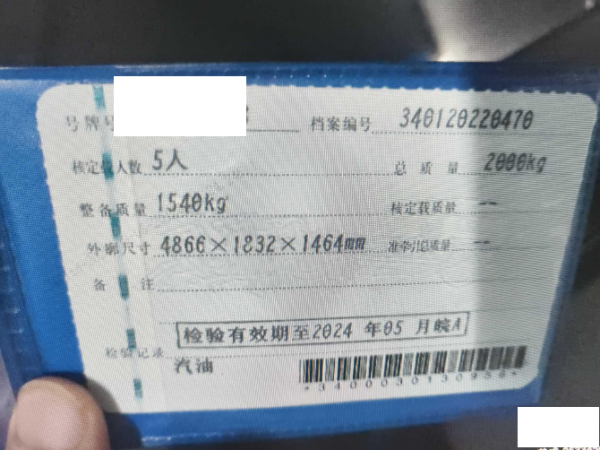 号牌号 档案编号 340120220470
核定载人数 5人 总质量 2000kg
整备质量 1540kg 核定载质量 --
外廓尺寸 4866×1832×1464mm 准牵引总质量 --
备注
检验有效期至2024 年05 月皖A
检验记录
汽油